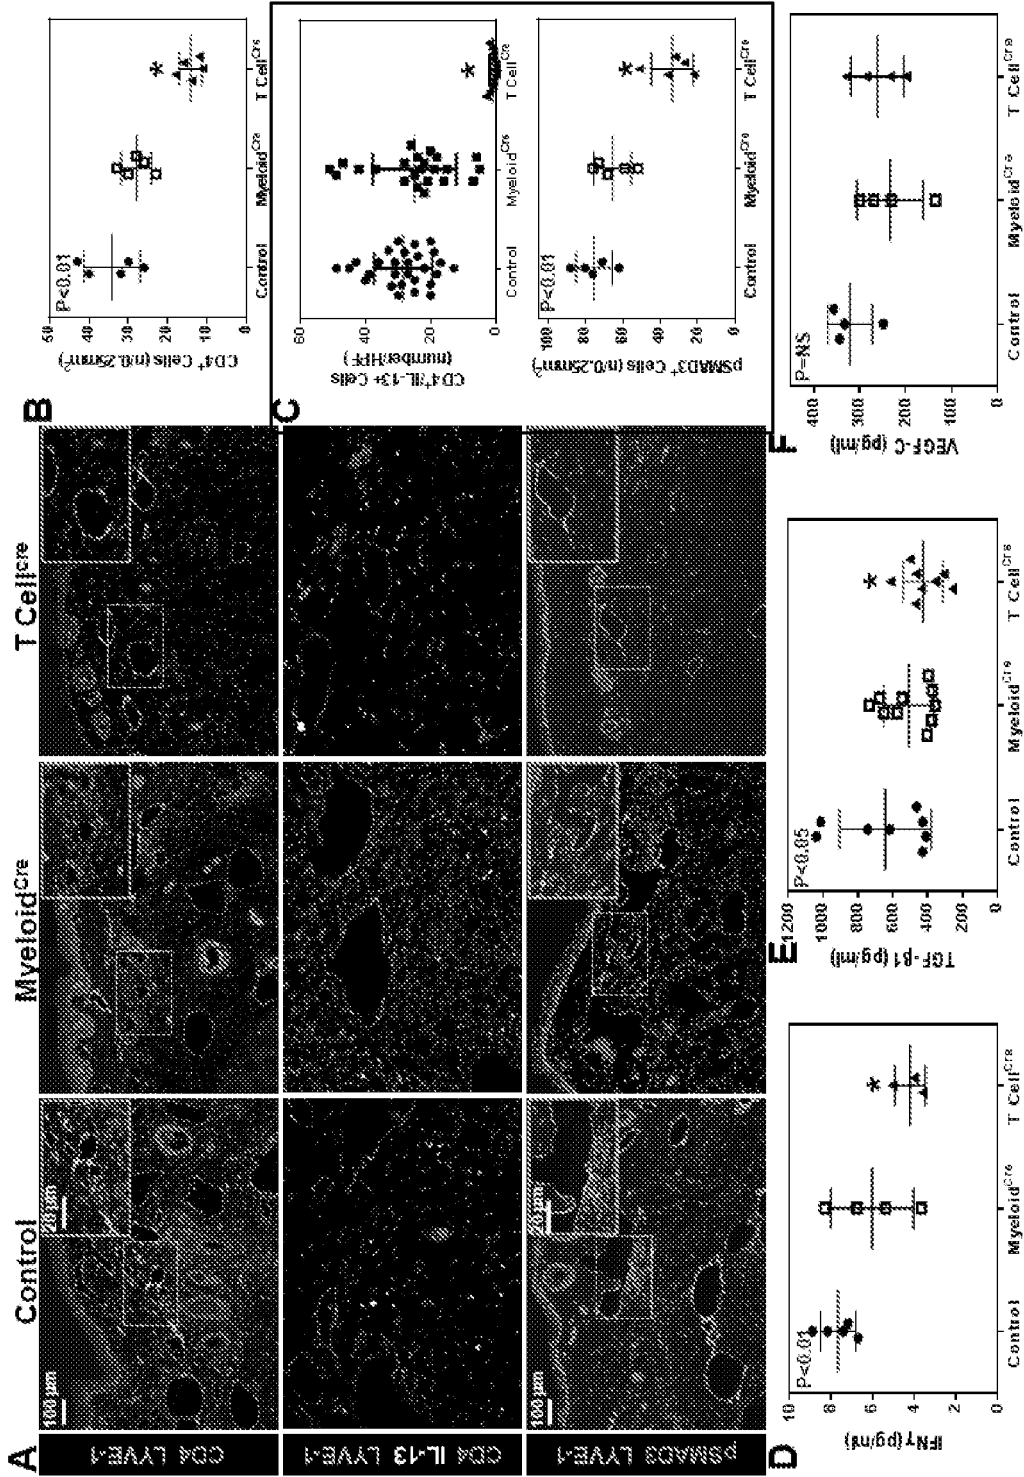 A
Control
Myeloid^Cre
T Cell^cre
CD4 LYVE-1
100 μm
20 μm
CD4 IL-13 LYVE-1
pSMAD3 LYVE-1
100 μm
20 μm
B
CD4⁺ Cells (n/0.25mm²)
50
40
30
20
10
0
P<0.01
*
Control
Myeloid^Cre
T Cell^Cre
C
CD4⁺/IL-13+ Cells
(number/HPF)
60
40
20
0
*
Control
Myeloid^Cre
T Cell^Cre
pSMAD3⁺ Cells (n/0.25mm²)
100
80
60
40
20
0
P<0.01
*
Control
Myeloid^Cre
T Cell^Cre
D
IFNγ (pg/ml)
10
8
6
4
2
0
P<0.01
*
Control
Myeloid^Cre
T Cell^Cre
E
TGF-β1 (pg/ml)
1200
1000
800
600
400
200
0
P<0.05
*
Control
Myeloid^Cre
T Cell^Cre
F
VEGF-C (pg/ml)
400
300
200
100
0
P=NS
Control
Myeloid^Cre
T Cell^Cre